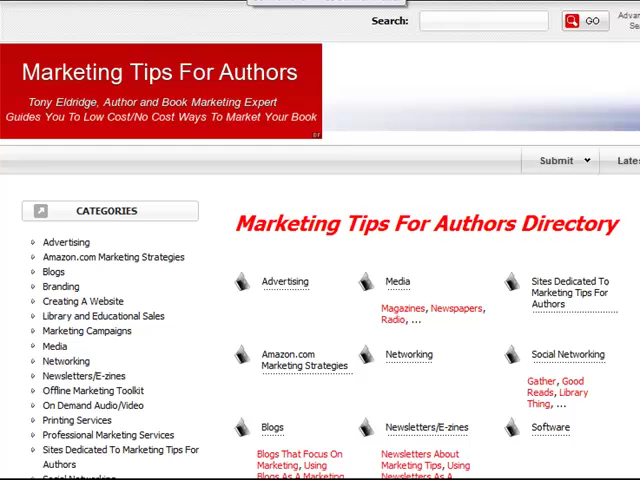 Search:
GO
Marketing Tips For Authors
Tony Eldridge, Author and Book Marketing Expert
Guides You To Low Cost/No Cost Ways To Market Your Book
Submit
CATEGORIES
Advertising
Amazon.com Marketing Strategies
Blogs
Branding
Creating A Website
Library and Educational Sales
Marketing Campaigns
Media
Networking
Newsletters/E-zines
Offline Marketing Toolkit
On Demand Audio/Video
Printing Services
Professional Marketing Services
Sites Dedicated To Marketing Tips For
Authors
Marketing Tips For Authors Directory
Advertising
Media
Magazines, Newspapers,
Radio, ...
Sites Dedicated To
Marketing Tips For
Authors
Amazon.com
Marketing Strategies
Networking
Social Networking
Gather, Good
Reads, Library
Thing, ...
Blogs
Blogs That Focus On
Marketing, Using
Blogs As A Marketing
Newsletters/E-zines
Newsletters About
Marketing Tips, Using
Newsletters As A
Software